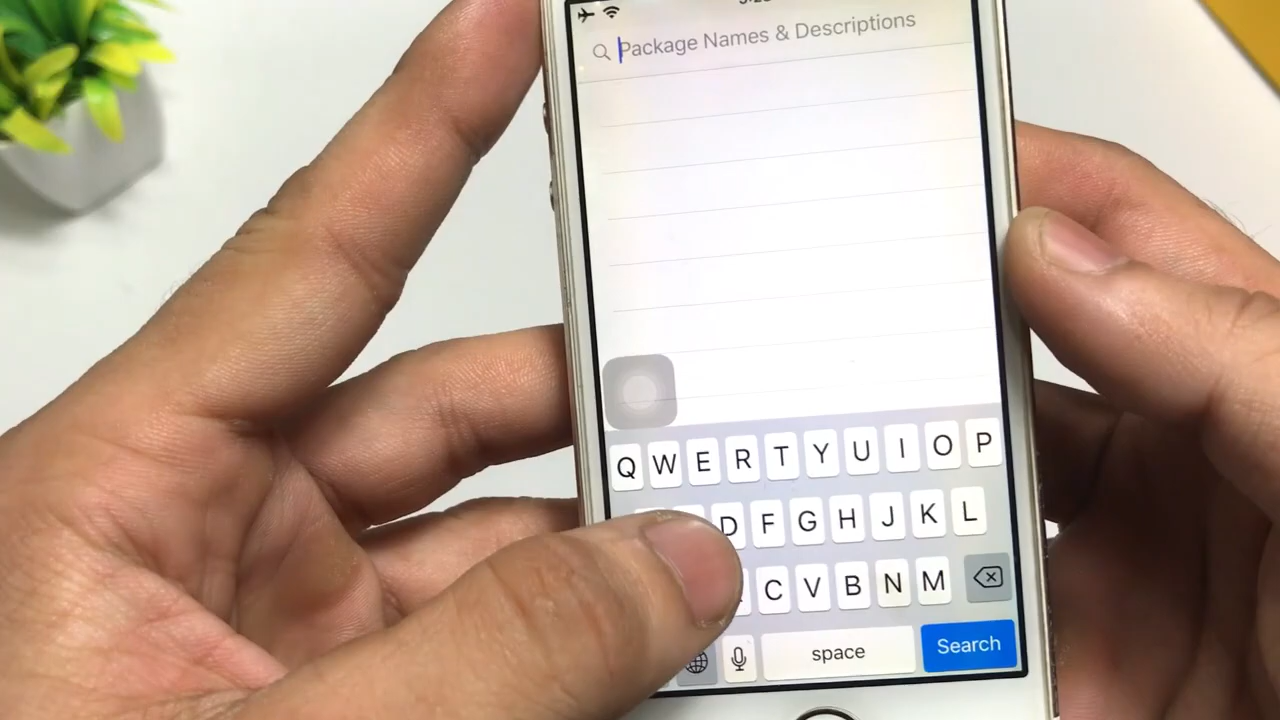 Package Names & Descriptions
Q W E R T Y U I O P
D F G H J K L
C V B N M
space Search